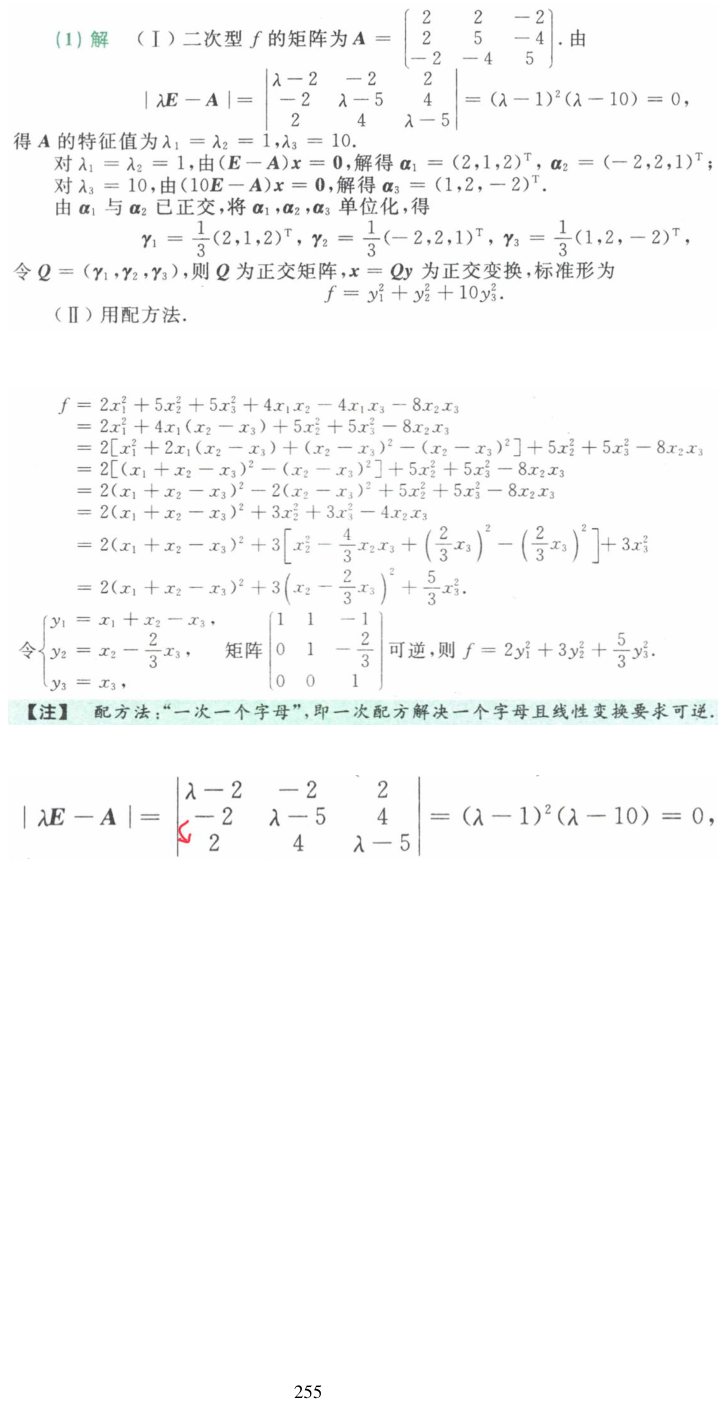 (1) 解 (Ⅰ)二次型 f 的矩阵为 A = [2 2 −2; 2 5 −4; −2 −4 5]. 由
| λE − A | = |λ−2 −2 2; −2 λ−5 4; 2 4 λ−5| = (λ−1)²(λ−10) = 0,
得 A 的特征值为 λ₁ = λ₂ = 1, λ₃ = 10.
对 λ₁ = λ₂ = 1,由(E−A)x = 0,解得 α₁ = (2,1,2)ᵀ, α₂ = (−2,2,1)ᵀ;
对 λ₃ = 10,由(10E−A)x = 0,解得 α₃ = (1,2,−2)ᵀ.
由 α₁ 与 α₂ 已正交,将 α₁,α₂,α₃ 单位化,得
γ₁ = 1/3(2,1,2)ᵀ, γ₂ = 1/3(−2,2,1)ᵀ, γ₃ = 1/3(1,2,−2)ᵀ,
令 Q = (γ₁,γ₂,γ₃),则 Q 为正交矩阵,x = Qy 为正交变换,标准形为
f = y₁² + y₂² + 10y₃².
(Ⅱ)用配方法.
f = 2x₁² + 5x₂² + 5x₃² + 4x₁x₂ − 4x₁x₃ − 8x₂x₃
= 2x₁² + 4x₁(x₂ − x₃) + 5x₂² + 5x₃² − 8x₂x₃
= 2[x₁² + 2x₁(x₂ − x₃) + (x₂ − x₃)² − (x₂ − x₃)²] + 5x₂² + 5x₃² − 8x₂x₃
= 2[(x₁ + x₂ − x₃)² − (x₂ − x₃)²] + 5x₂² + 5x₃² − 8x₂x₃
= 2(x₁ + x₂ − x₃)² − 2(x₂ − x₃)² + 5x₂² + 5x₃² − 8x₂x₃
= 2(x₁ + x₂ − x₃)² + 3x₂² + 3x₃² − 4x₂x₃
= 2(x₁ + x₂ − x₃)² + 3[x₂² − 4/3 x₂x₃ + (2/3 x₃)² − (2/3 x₃)²] + 3x₃²
= 2(x₁ + x₂ − x₃)² + 3(x₂ − 2/3 x₃)² + 5/3 x₃².
令 {y₁ = x₁ + x₂ − x₃, y₂ = x₂ − 2/3 x₃, y₃ = x₃, 矩阵 [1 1 −1; 0 1 −2/3; 0 0 1] 可逆,则 f = 2y₁² + 3y₂² + 5/3 y₃².
【注】 配方法:“一次一个字母”,即一次配方解决一个字母且线性变换要求可逆.
| λE − A | = |λ−2 −2 2; −2 λ−5 4; 2 4 λ−5| = (λ−1)²(λ−10) = 0,
255